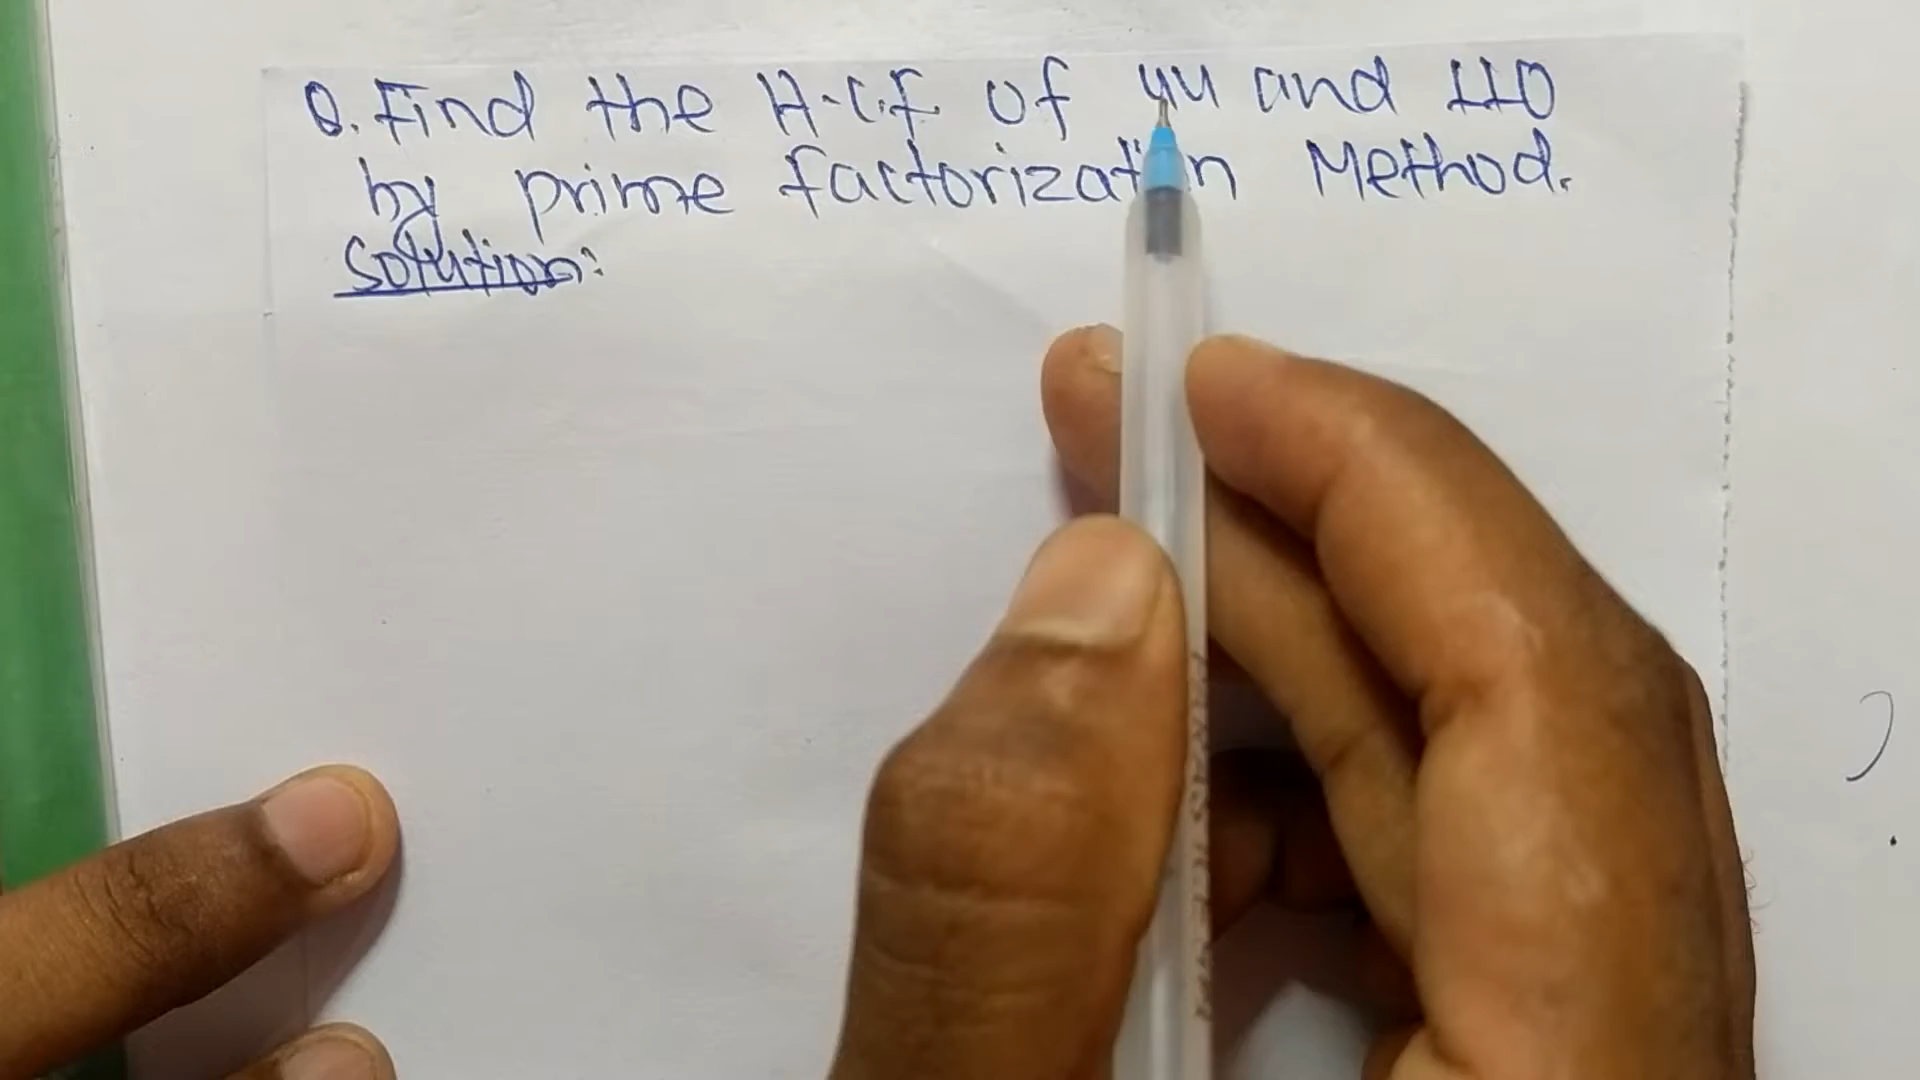 Q. Find the H.C.F. of 44 and 110
by prime factorization Method.
Solution: